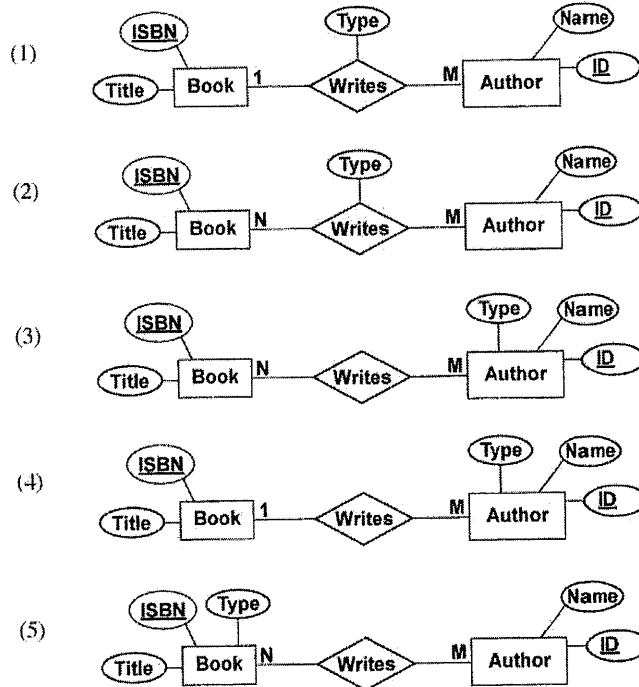 (1)
ISBN
Title
Book
1
Type
Writes
M
Author
Name
ID
(2)
ISBN
Title
Book
N
Type
Writes
M
Author
Name
ID
(3)
ISBN
Title
Book
N
Writes
M
Type
Author
Name
ID
(4)
ISBN
Title
Book
1
Writes
M
Type
Author
Name
ID
(5)
ISBN
Type
Title
Book
N
Writes
M
Author
Name
ID